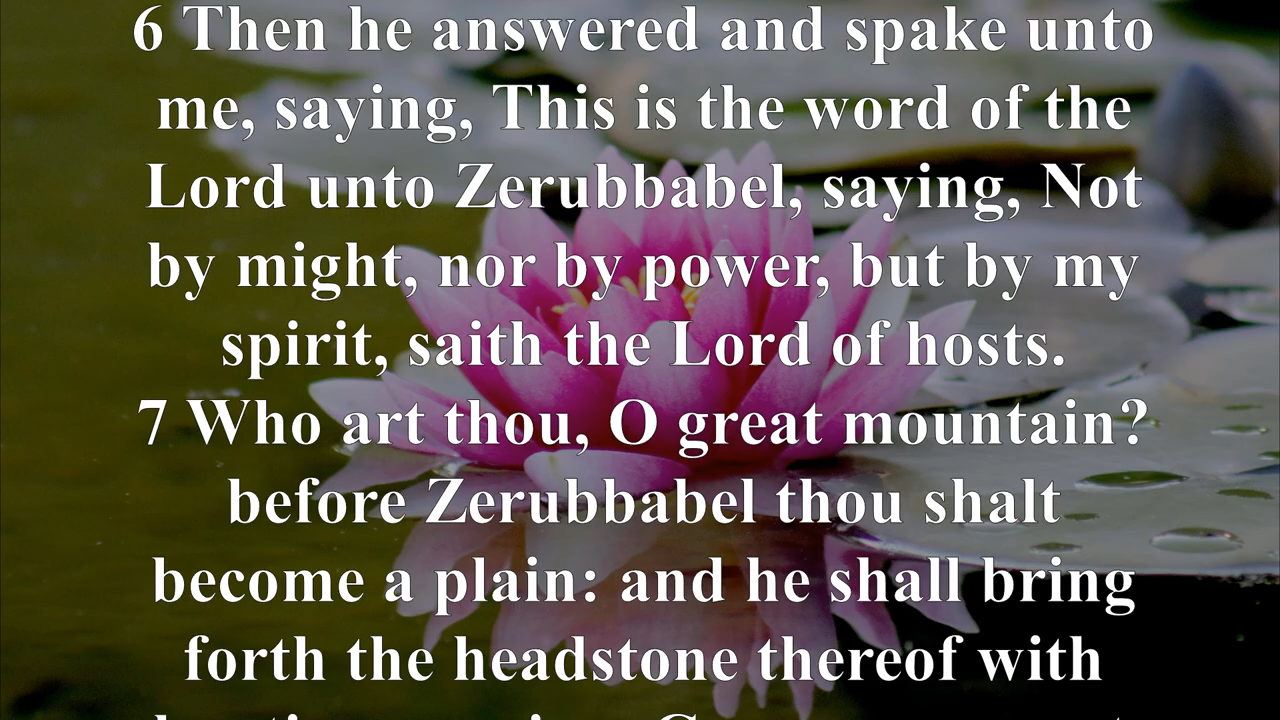 6 Then he answered and spake unto
me, saying, This is the word of the
Lord unto Zerubbabel, saying, Not
by might, nor by power, but by my
spirit, saith the Lord of hosts.
7 Who art thou, O great mountain?
before Zerubbabel thou shalt
become a plain: and he shall bring
forth the headstone thereof with